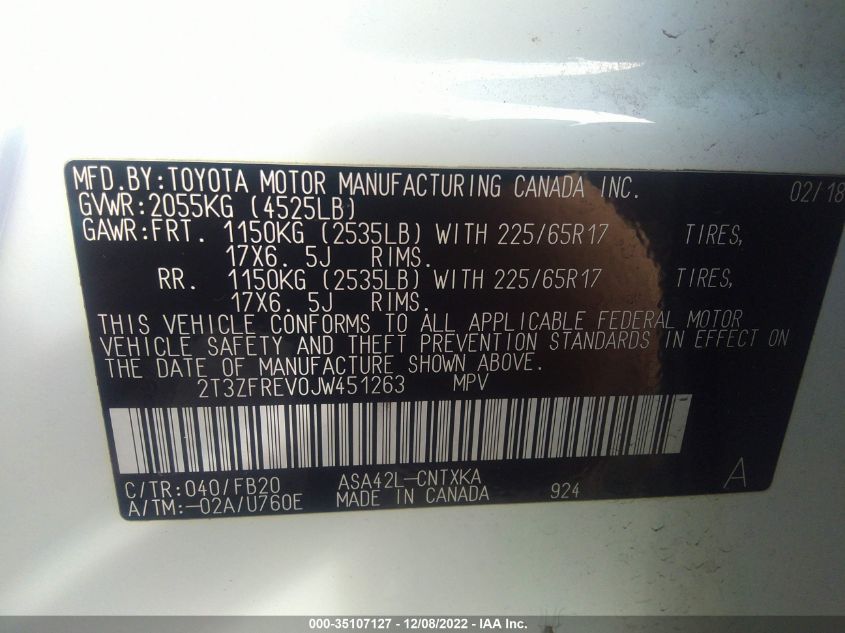 MFD.BY:TOYOTA MOTOR MANUFACTURING CANADA INC. 02/18
GVWR:2055KG (4525LB)
GAWR:FRT. 1150KG (2535LB) WITH 225/65R17 TIRES,
17X6. 5J RIMS.
RR. 1150KG (2535LB) WITH 225/65R17 TIRES,
17X6. 5J RIMS.
THIS VEHICLE CONFORMS TO ALL APPLICABLE FEDERAL MOTOR
VEHICLE SAFETY AND THEFT PREVENTION STANDARDS IN EFFECT ON
THE DATE OF MANUFACTURE SHOWN ABOVE.
2T3ZFREV0JW451263 MPV
C/TR:040/FB20 ASA42L-CNTXKA A
A/TM:-02A/U760E MADE IN CANADA 924
000-35107127 - 12/08/2022 - IAA Inc.